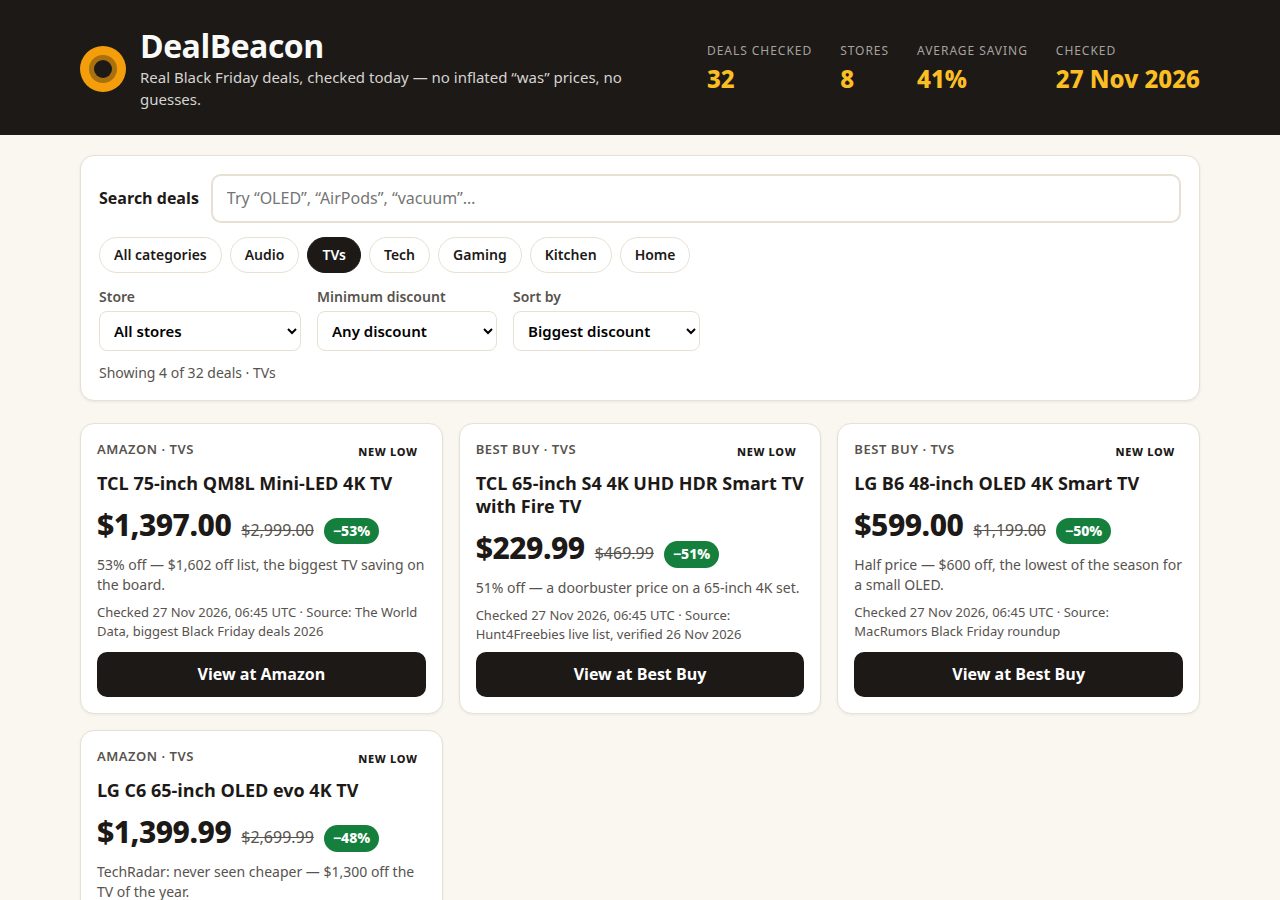 DealBeacon
Real Black Friday deals, checked today — no inflated “was” prices, no
guesses.
DEALS CHECKED
32
STORES
8
AVERAGE SAVING
41%
CHECKED
27 Nov 2026
Search deals
Try “OLED”, “AirPods”, “vacuum”…
All categories
Audio
TVs
Tech
Gaming
Kitchen
Home
Store
All stores
Minimum discount
Any discount
Sort by
Biggest discount
Showing 4 of 32 deals · TVs
AMAZON · TVS
NEW LOW
TCL 75-inch QM8L Mini-LED 4K TV
$1,397.00 $2,999.00 −53%
53% off — $1,602 off list, the biggest TV saving on
the board.
Checked 27 Nov 2026, 06:45 UTC · Source: The World
Data, biggest Black Friday deals 2026
View at Amazon
BEST BUY · TVS
NEW LOW
TCL 65-inch S4 4K UHD HDR Smart TV
with Fire TV
$229.99 $469.99 −51%
51% off — a doorbuster price on a 65-inch 4K set.
Checked 27 Nov 2026, 06:45 UTC · Source:
Hunt4Freebies live list, verified 26 Nov 2026
View at Best Buy
BEST BUY · TVS
NEW LOW
LG B6 48-inch OLED 4K Smart TV
$599.00 $1,199.00 −50%
Half price — $600 off, the lowest of the season for
a small OLED.
Checked 27 Nov 2026, 06:45 UTC · Source:
MacRumors Black Friday roundup
View at Best Buy
AMAZON · TVS
NEW LOW
LG C6 65-inch OLED evo 4K TV
$1,399.99 $2,699.99 −48%
TechRadar: never seen cheaper — $1,300 off the
TV of the year.